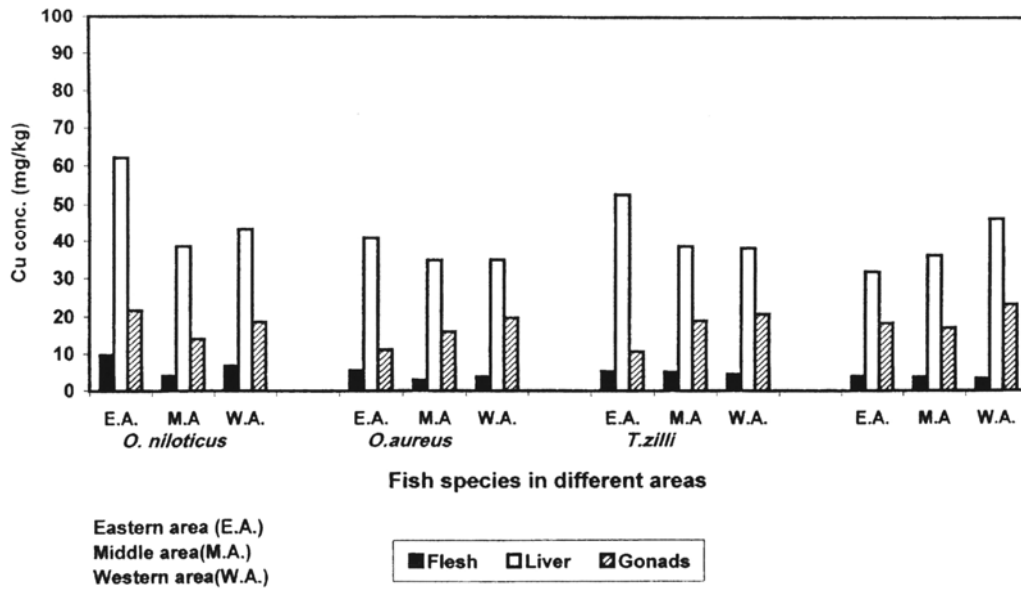 100
90
80
70
60
50
40
30
20
10
0
Cu conc. (mg/kg)
E.A. M.A W.A. E.A. M.A W.A. E.A. M.A W.A. E.A. M.A. W.A.
O. niloticus O.aureus T.zilli
Fish species in different areas
Eastern area (E.A.)
Middle area(M.A.)
Western area(W.A.)
Flesh Liver Gonads